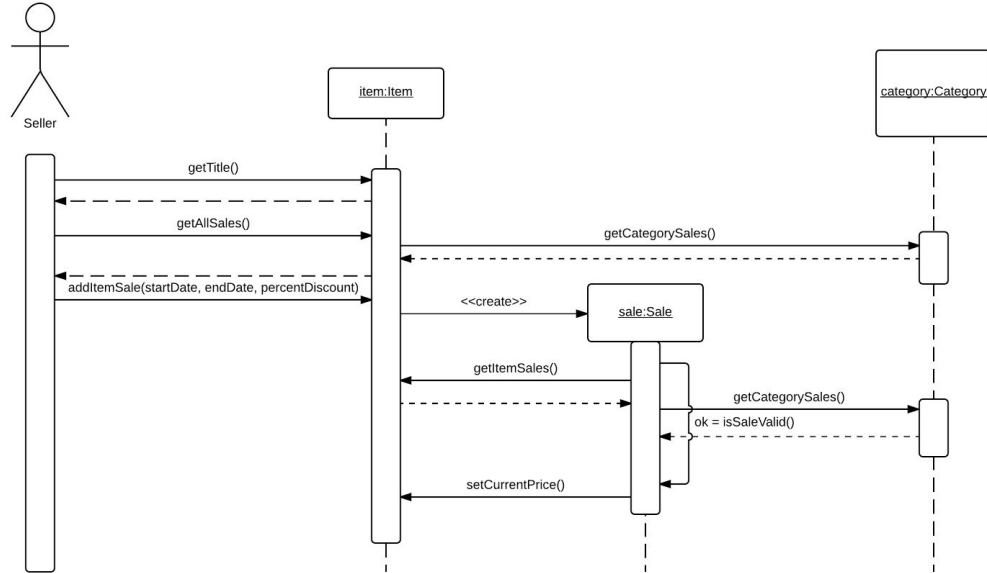 Seller
item:Item
category:Category
getTitle()
getAllSales()
getCategorySales()
addItemSale(startDate, endDate, percentDiscount)
<<create>>
sale:Sale
getItemSales()
getCategorySales()
ok = isSaleValid()
setCurrentPrice()